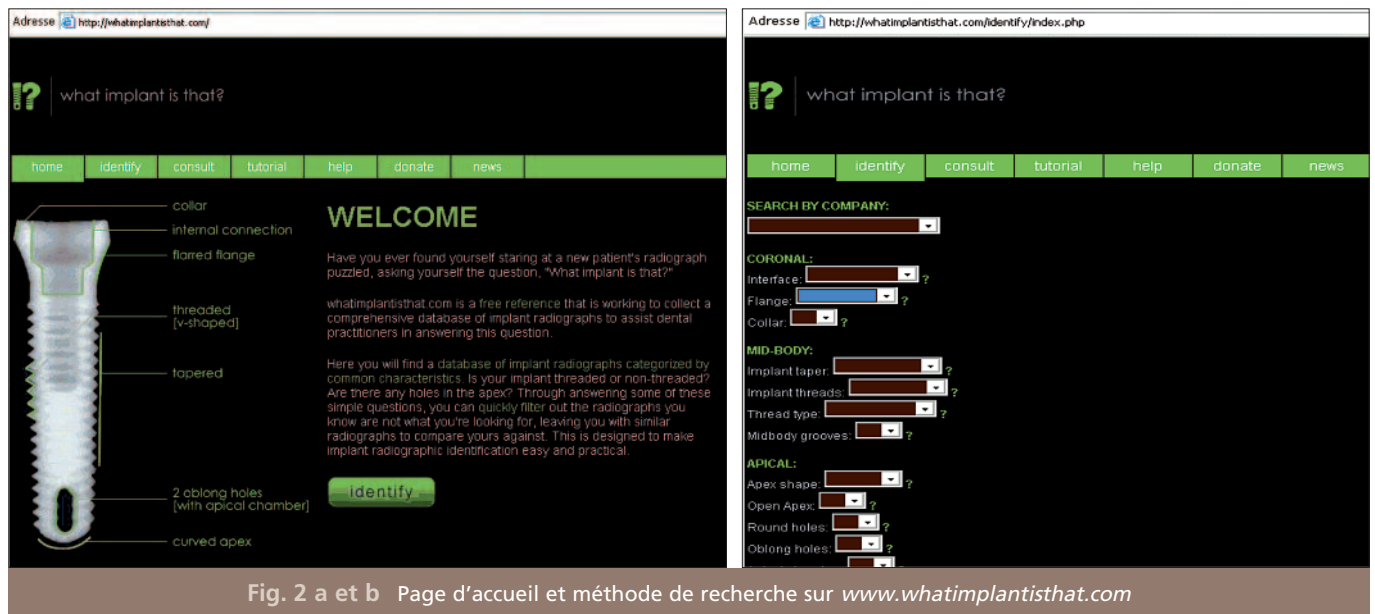 Adresse http://whatimplantisthat.com/
!? what implant is that?
home identify consult tutorial help donate news
collar
internal connection
flarred flange
threaded
[v-shaped]
tapered
2 oblong holes
[with apical chamber]
curved apex
WELCOME
Have you ever found yourself staring at a new patient's radiograph
puzzled, asking yourself the question, "What implant is that?"
whatimplantisthat.com is a free reference that is working to collect a
comprehensive database of implant radiographs to assist dental
practitioners in answering this question.
Here you will find a database of implant radiographs categorized by
common characteristics. Is your implant threaded or non-threaded?
Are there any holes in the apex? Through answering some of these
simple questions, you can quickly filter out the radiographs you
know are not what you're looking for, leaving you with similar
radiographs to compare yours against. This is designed to make
implant radiographic identification easy and practical.
identify
Adresse http://whatimplantisthat.com/identify/index.php
!? what implant is that?
home identify consult tutorial help donate news
SEARCH BY COMPANY:
CORONAL:
Interface: ?
Flange: ?
Collar: ?
MID-BODY:
Implant taper: ?
Implant threads: ?
Thread type: ?
Midbody grooves: ?
APICAL:
Apex shape: ?
Open Apex: ?
Round holes: ?
Oblong holes: ?
Fig. 2 a et b Page d'accueil et méthode de recherche sur www.whatimplantisthat.com